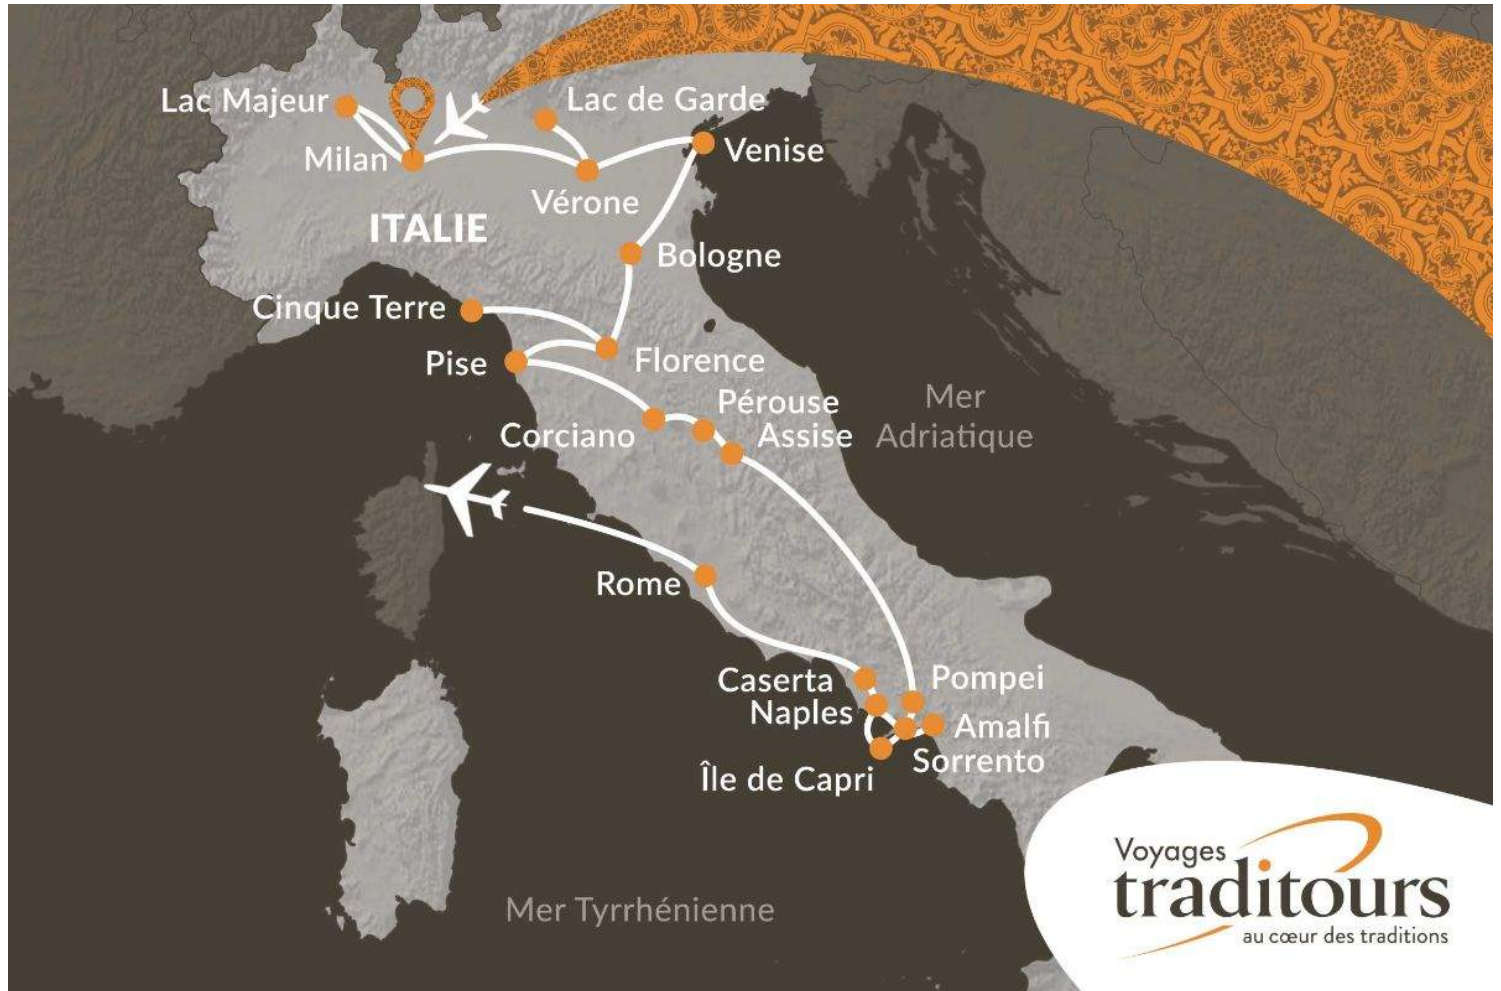 Lac Majeur
Lac de Garde
Milan
Venise
Vérone
ITALIE
Bologne
Cinque Terre
Pise
Florence
Pérouse
Corciano
Assise
Mer
Adriatique
Rome
Caserta
Pompei
Naples
Amalfi
Sorrento
Île de Capri
Mer Tyrrhénienne
Voyages
traditours
au cœur des traditions